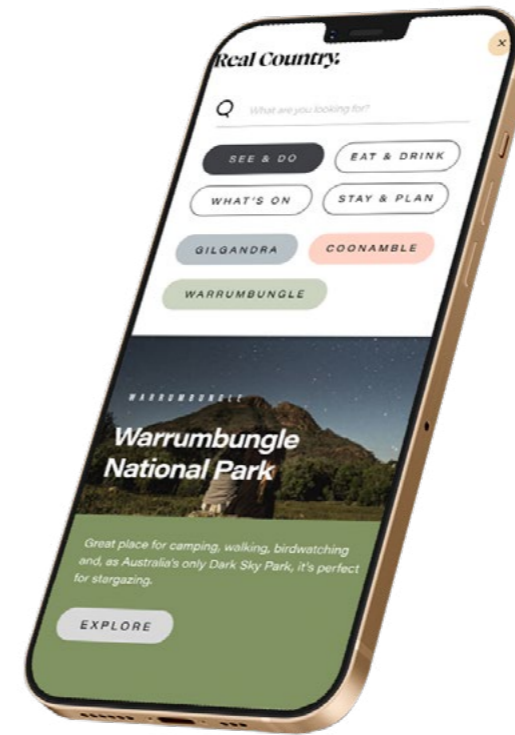 Real Country.
What are you looking for?
SEE & DO
EAT & DRINK
WHAT'S ON
STAY & PLAN
GILGANDRA
COONAMBLE
WARRUMBUNGLE
WARRUMBUNGLE
Warrumbungle
National Park
Great place for camping, walking, birdwatching
and, as Australia's only Dark Sky Park, it's perfect
for stargazing.
EXPLORE